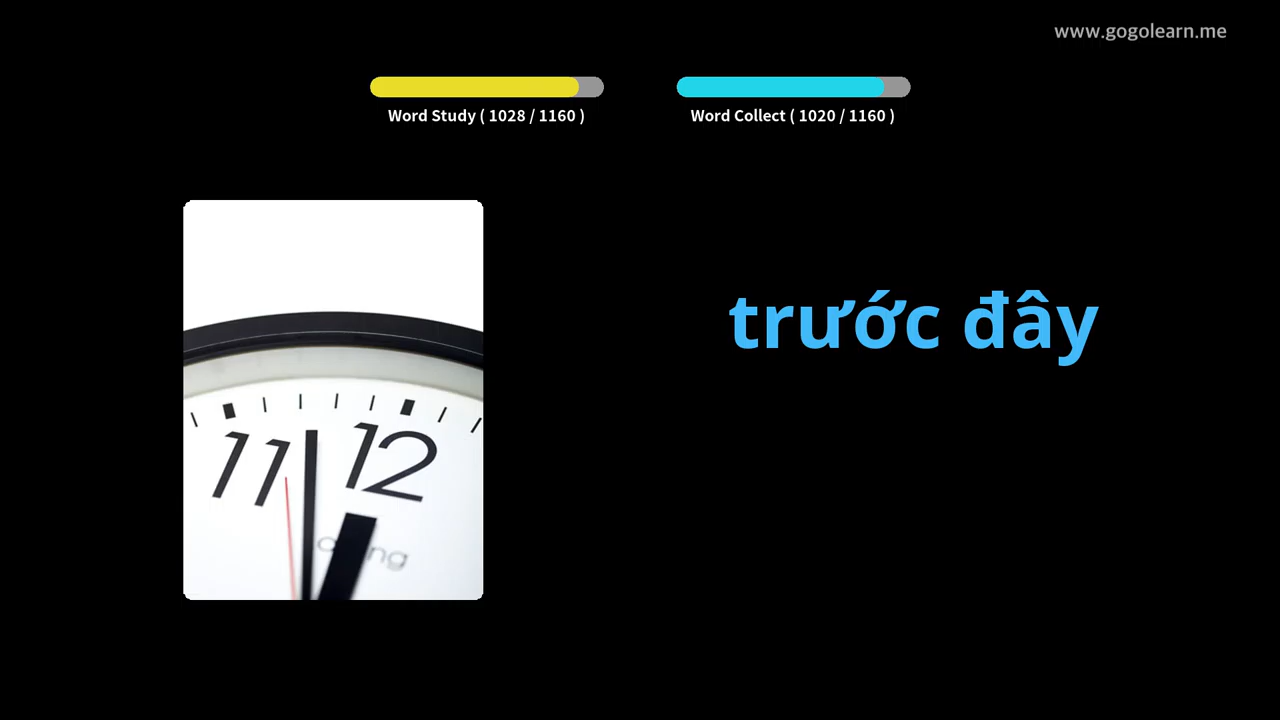 www.gogolearn.me
Word Study ( 1028 / 1160 )
Word Collect ( 1020 / 1160 )
trước đây
11 12